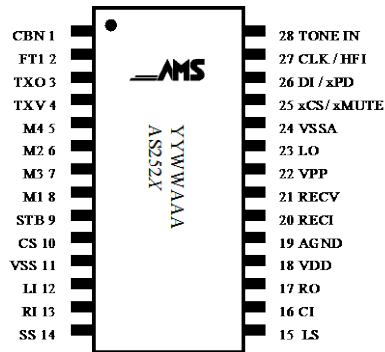 CBN 1
FT1 2
TXO 3
TXV 4
M4 5
M2 6
M3 7
M1 8
STB 9
CS 10
VSS 11
LI 12
RI 13
SS 14
AMS
YYWWAAA
AS252X
28 TONE IN
27 CLK / HFI
26 DI / xPD
25 xCS/ xMUTE
24 VSSA
23 LO
22 VPP
21 RECV
20 RECI
19 AGND
18 VDD
17 RO
16 CI
15 LS